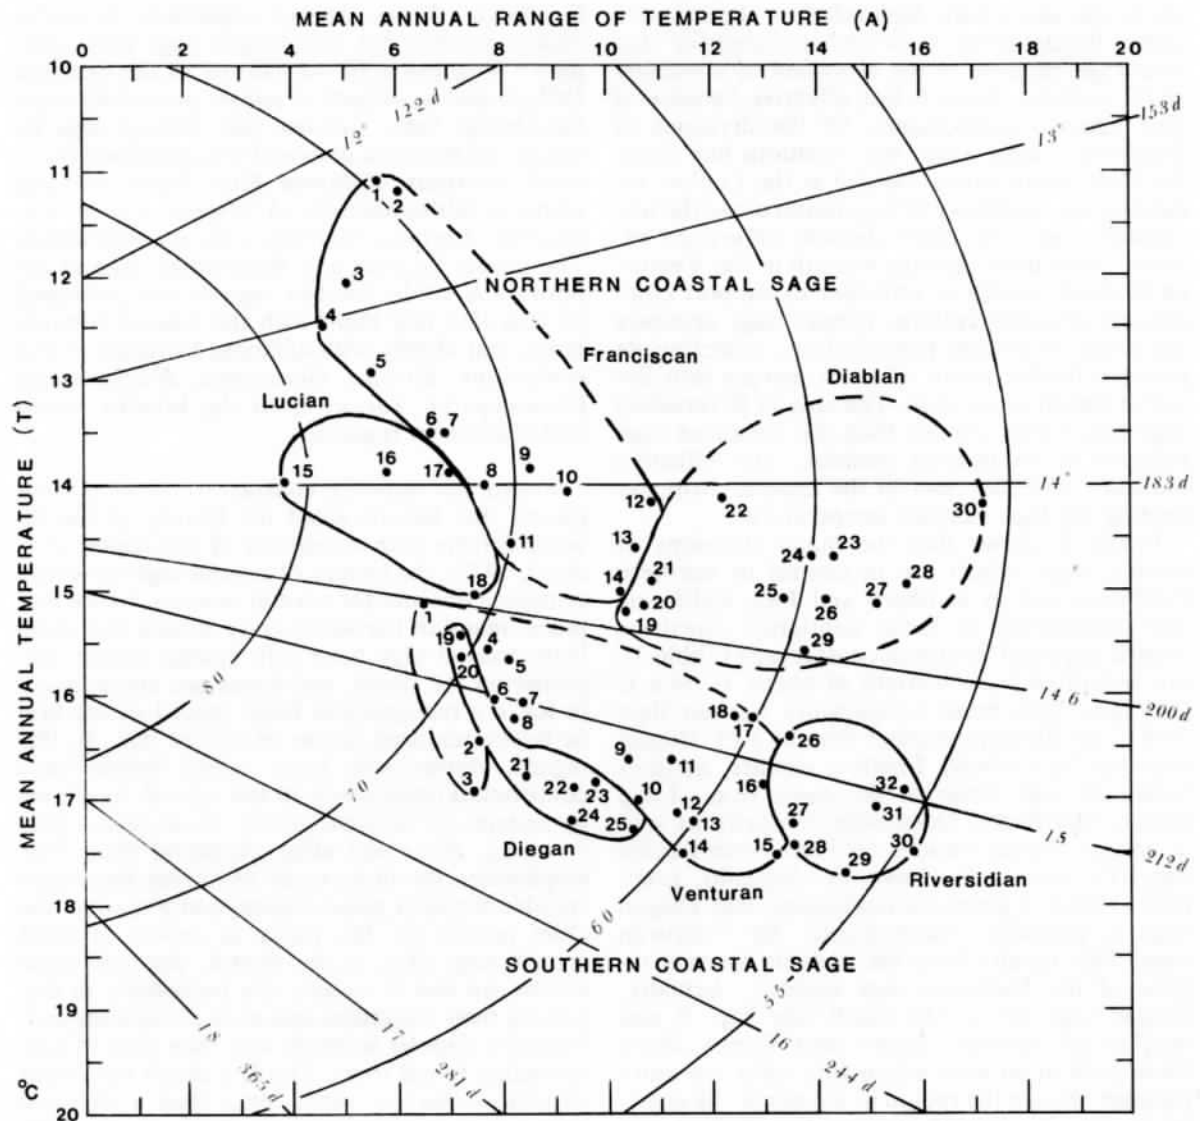 MEAN ANNUAL RANGE OF TEMPERATURE (A)
0 4 6 8 10 12 14 16 18 20
10
11
12
13
14
15
16
17
18
19
20
°C
MEAN ANNUAL TEMPERATURE (T)
12° 122 d
13° 153 d
14° 183 d
14.6 200 d
15 212 d
16 244 d
17 281 d
18 365 d
80
70
60
55
NORTHERN COASTAL SAGE
Franciscan
Diablan
Lucian
1 2
3
4
5
6 7
8
9
10
11
12
13
14
15 16 17
18
19 20 21
22
23 24
25 26 27 28
29
30
1
2
3
4
5
6
7
8
9
10
11
12
13
14
15
16
17
18
19
20
21
22
23
24
25
26
27
28
29
30
31
32
Diegan
Venturan
Riversidian
SOUTHERN COASTAL SAGE